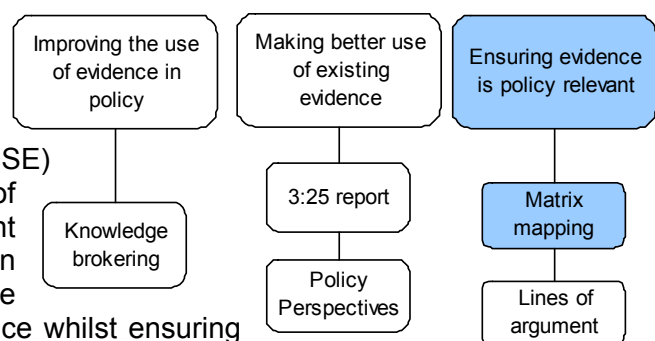 Improving the use
of evidence in
policy
Making better use
of existing
evidence
Ensuring evidence
is policy relevant
SE)
of
nt
n
e
ce whilst ensuring
Knowledge
brokering
3:25 report
Policy
Perspectives
Matrix
mapping
Lines of
argument